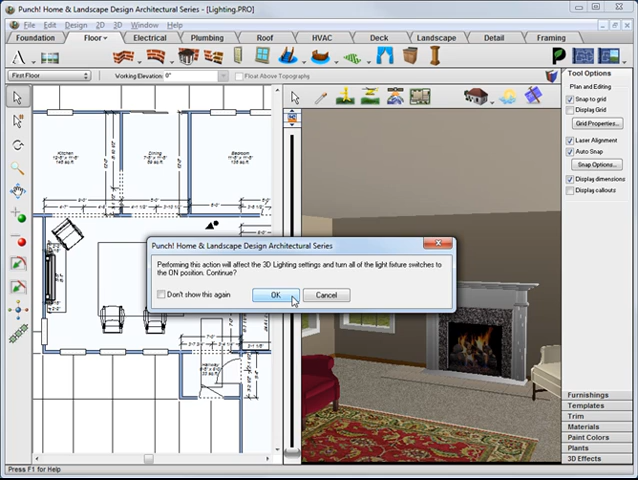 Punch! Home & Landscape Design Architectural Series - [Lighting.PRO]
File Edit Design 2D 3D Window Help
Foundation Floor Electrical Plumbing Roof HVAC Deck Landscape Detail Framing
First Floor Working Elevation: 0" Float Above Topography
Tool Options
Plan and Editing
Snap to grid
Display Grid
Grid Properties...
Laser Alignment
Auto Snap
Snap Options...
Display dimensions
Display callouts
Kitchen
Dining
Bedroom
Punch! Home & Landscape Design Architectural Series
Performing this action will affect the 3D Lighting settings and turn all of the light fixture switches to
the ON position. Continue?
Don't show this again OK Cancel
Hallway
Furnishings
Templates
Trim
Materials
Paint Colors
Plants
3D Effects
Press F1 for Help